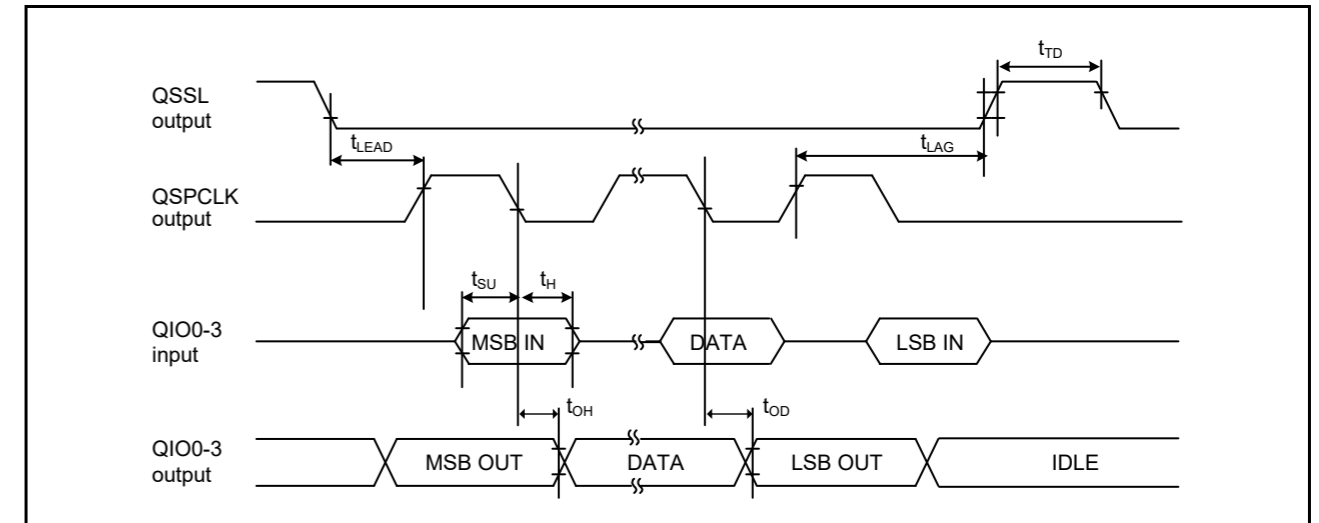 tTD
QSSL
output
tLEAD
tLAG
QSPCLK
output
tSU
tH
QIO0-3
input
MSB IN
DATA
LSB IN
tOH
tOD
QIO0-3
output
MSB OUT
DATA
LSB OUT
IDLE